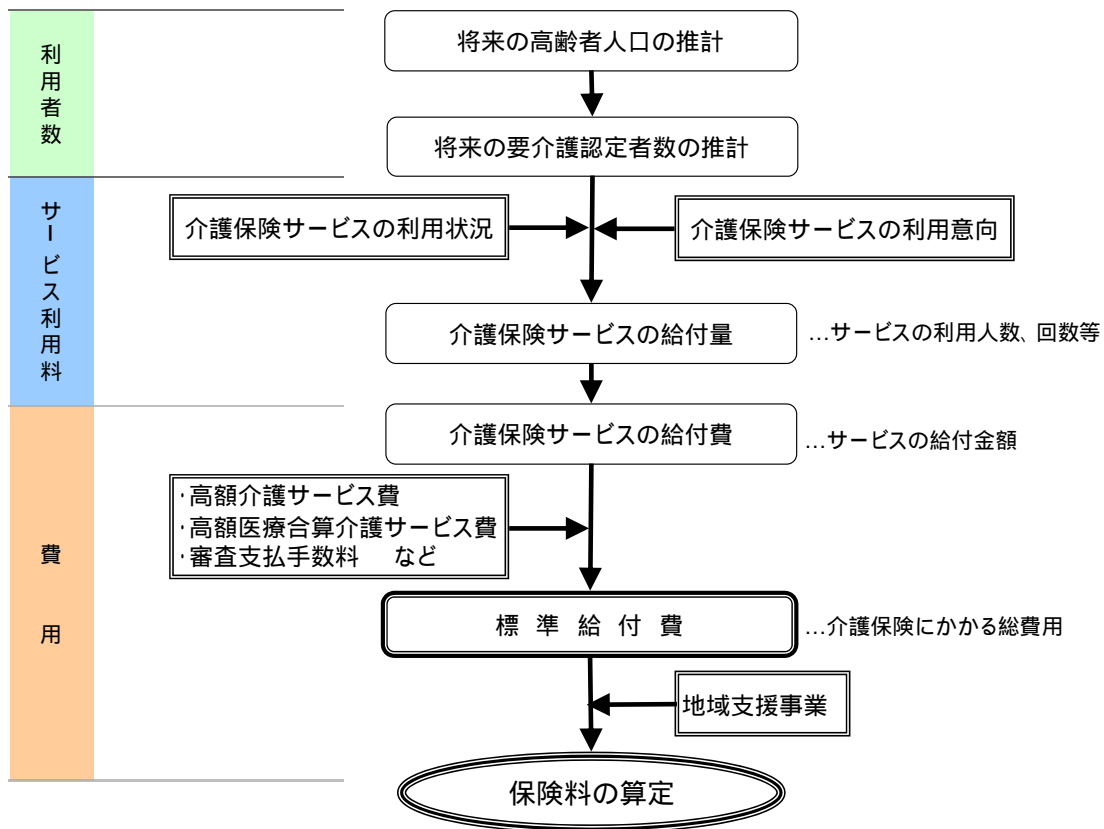 利用者数
将来の高齢者人口の推計
将来の要介護認定者数の推計
サービス利用料
介護保険サービスの利用状況
介護保険サービスの利用意向
介護保険サービスの給付量
…サービスの利用人数、回数等
費用
介護保険サービスの給付費
…サービスの給付金額
・高額介護サービス費
・高額医療合算介護サービス費
・審査支払手数料 など
標準給付費
…介護保険にかかる総費用
地域支援事業
保険料の算定